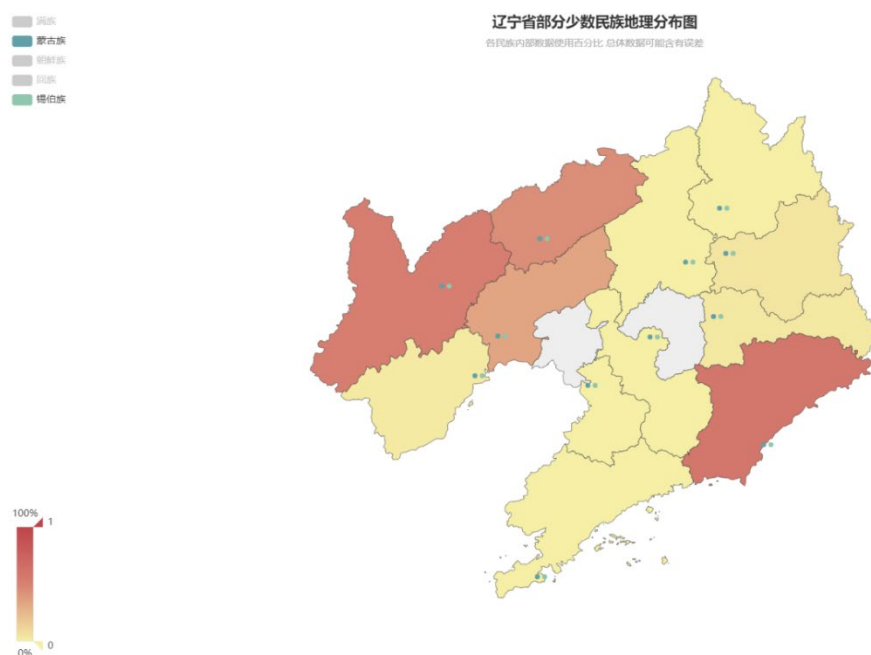 辽宁省部分少数民族地理分布图
各民族内部数据使用百分比 总体数据可能含有误差
满族
蒙古族
朝鲜族
回族
锡伯族
100%
1
0
0%